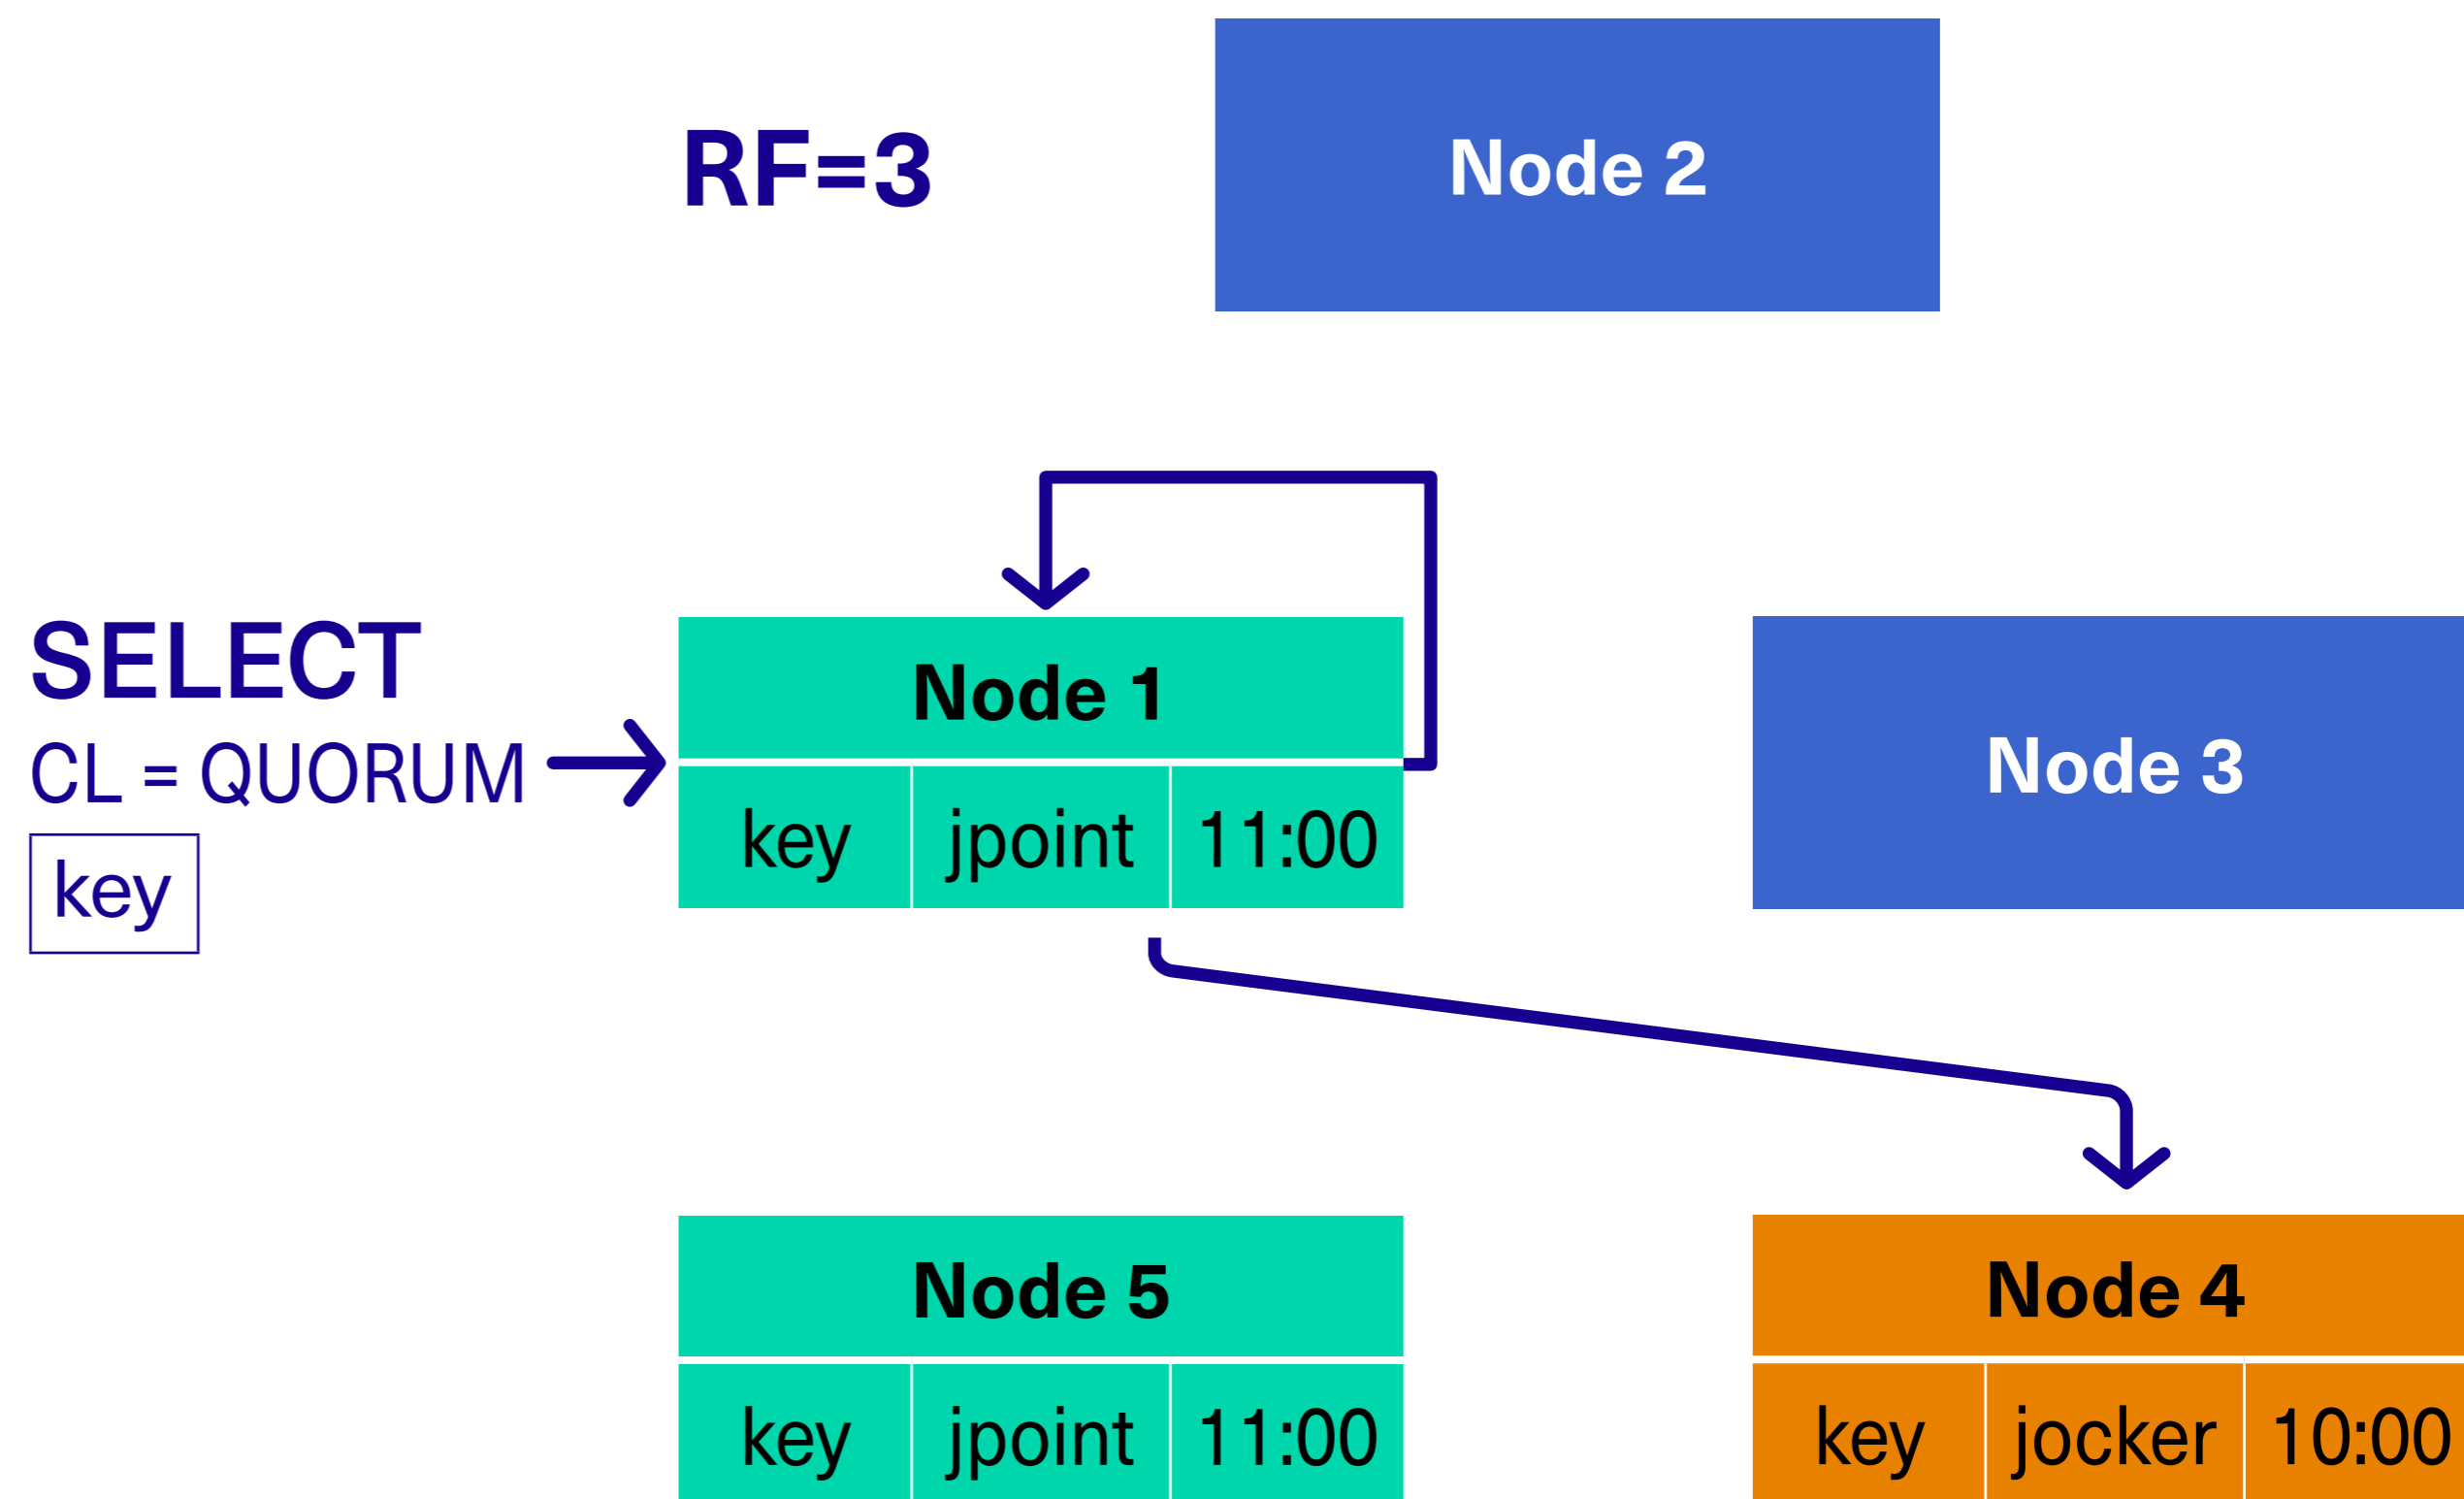 RF=3
Node 2
SELECT
CL = QUORUM
key
Node 1
key jpoint 11:00
Node 3
Node 5
key jpoint 11:00
Node 4
key jocker 10:00